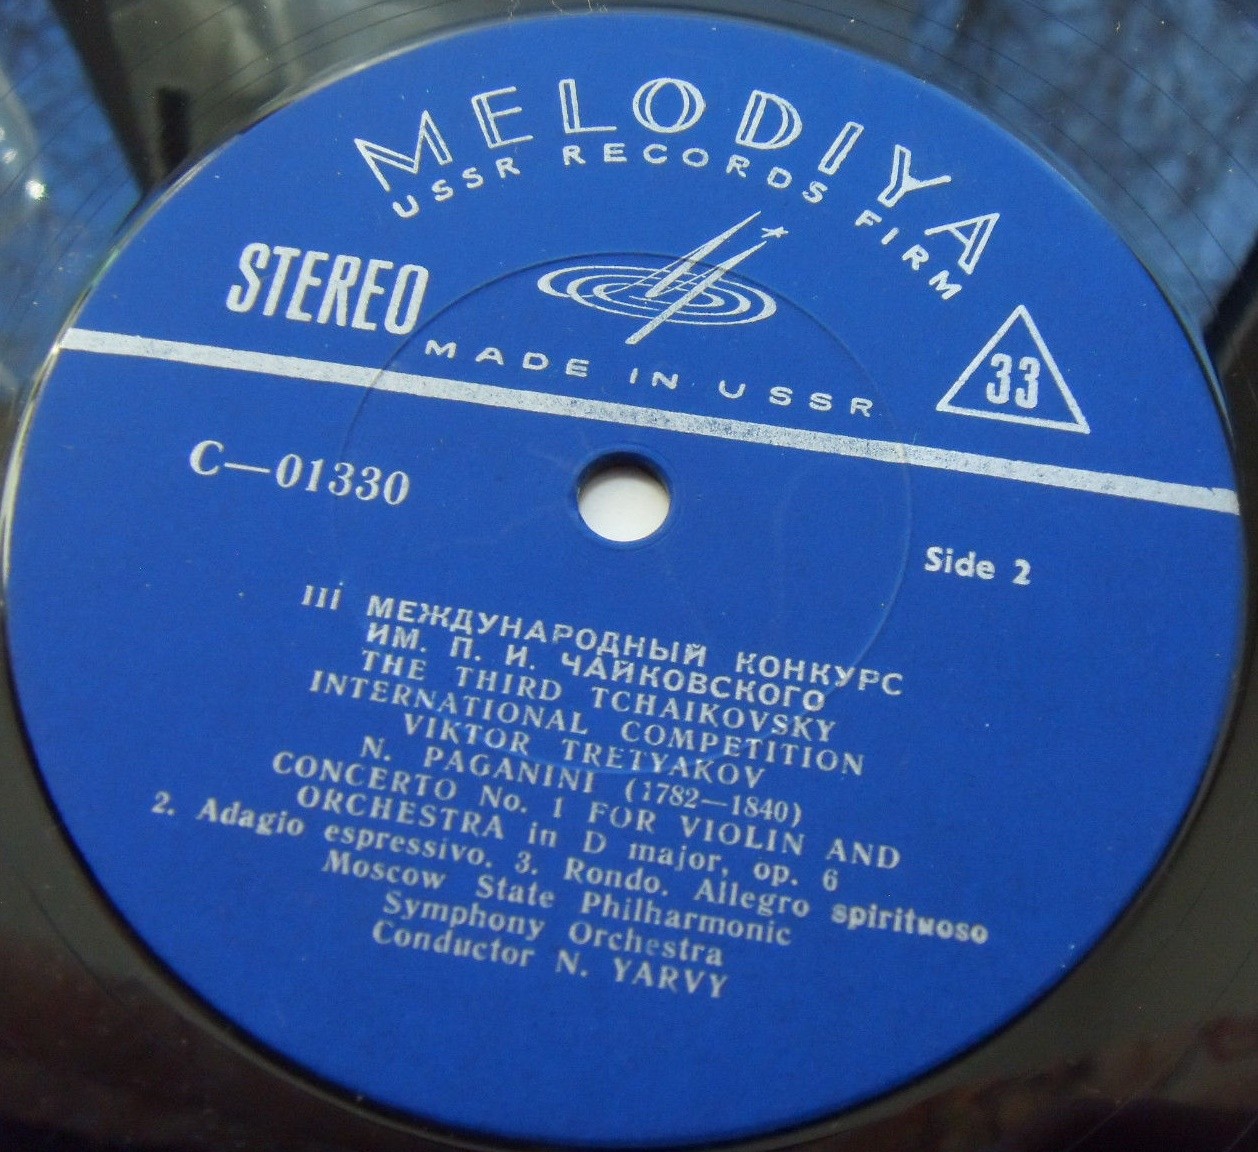 MELODIYA
USSR RECORDS FIRM
STEREO
MADE IN USSR
33
C—01330
Side 2
III МЕЖДУНАРОДНЫЙ КОНКУРС
ИМ. П. И. ЧАЙКОВСКОГО
THE THIRD TCHAIKOVSKY
INTERNATIONAL COMPETITION
VIKTOR TRETYAKOV
N. PAGANINI (1782—1840)
CONCERTO No. 1 FOR VIOLIN AND
ORCHESTRA in D major, op. 6
2. Adagio espressivo. 3. Rondo. Allegro spirituoso
Moscow State Philharmonic
Symphony Orchestra
Conductor N. YARVY